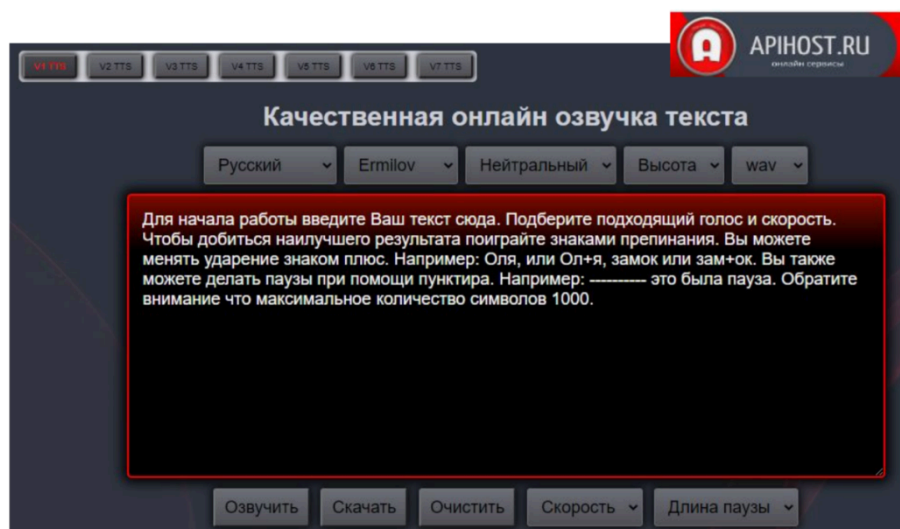 APIHOST.RU
онлайн сервисы
V1 TTS V2 TTS V3 TTS V4 TTS V5 TTS V6 TTS V7 TTS
Качественная онлайн озвучка текста
Русский Ermilov Нейтральный Высота wav
Для начала работы введите Ваш текст сюда. Подберите подходящий голос и скорость.
Чтобы добиться наилучшего результата поиграйте знаками препинания. Вы можете
менять ударение знаком плюс. Например: Оля, или Ол+я, замок или зам+ок. Вы также
можете делать паузы при помощи пунктира. Например: ---------- это была пауза. Обратите
внимание что максимальное количество символов 1000.
Озвучить Скачать Очистить Скорость Длина паузы